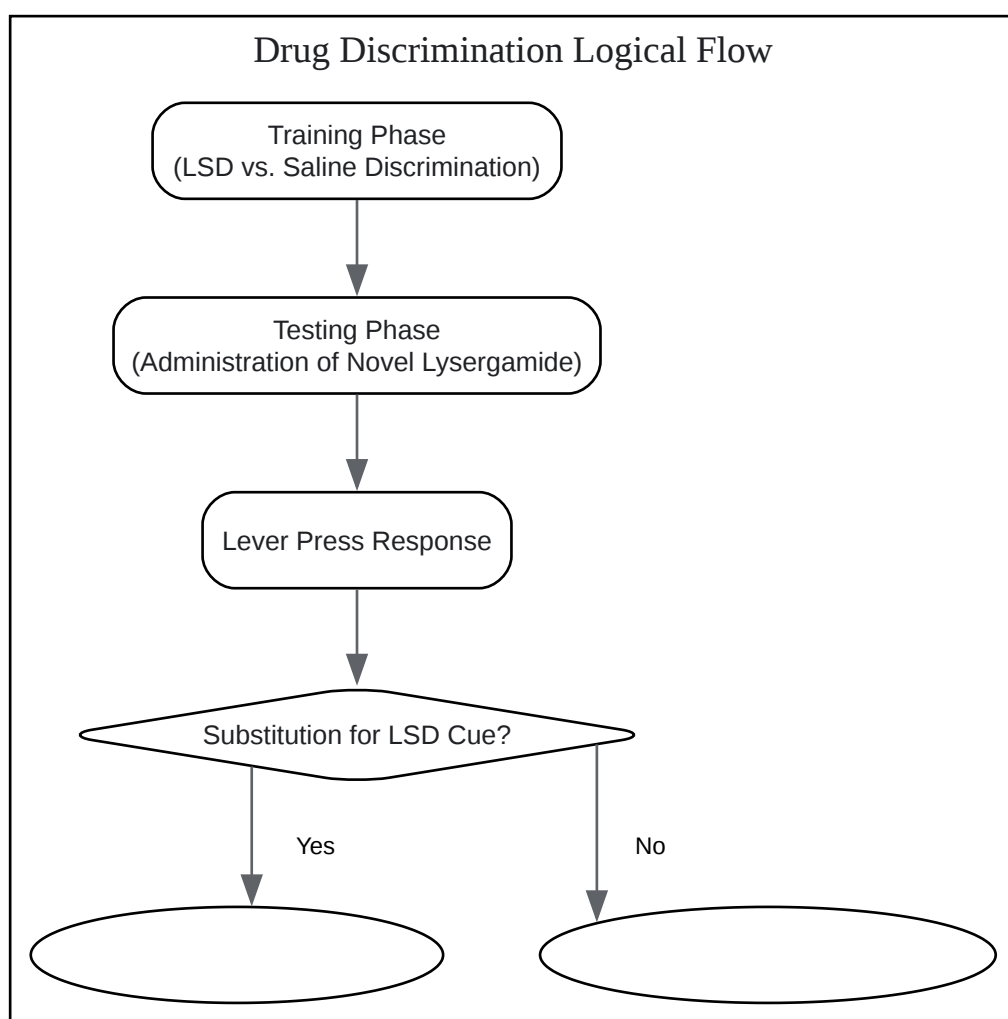 Drug Discrimination Logical Flow
Training Phase
(LSD vs. Saline Discrimination)
Testing Phase
(Administration of Novel Lysergamide)
Lever Press Response
Substitution for LSD Cue?
Yes
No